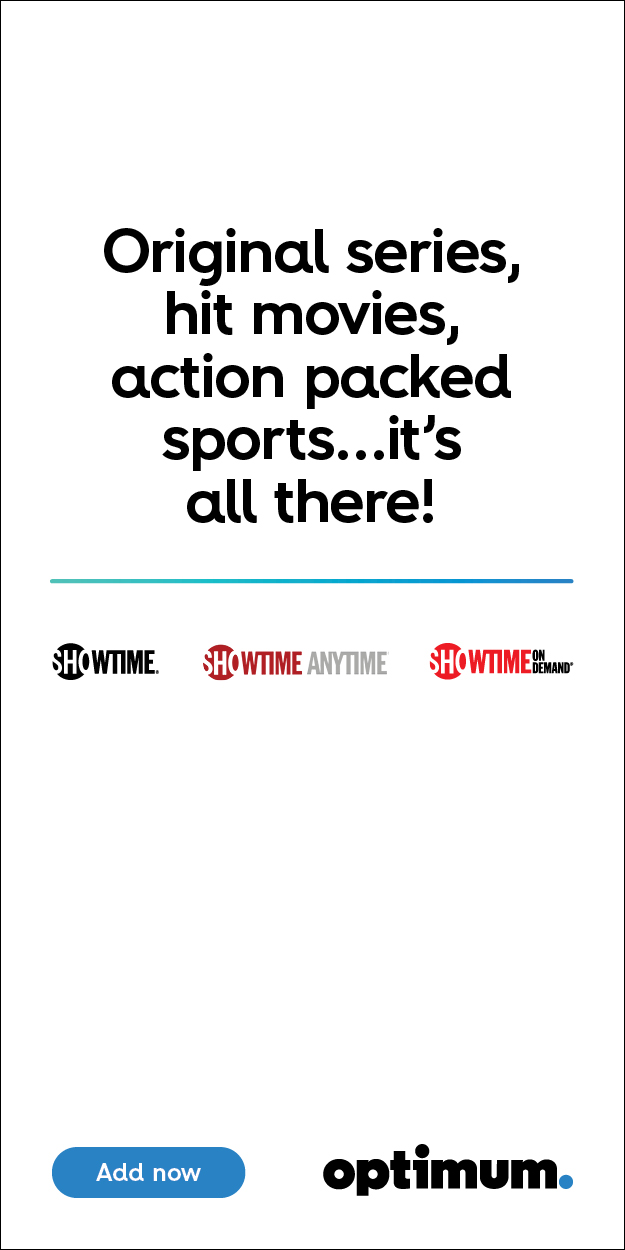 Original series,
hit movies,
action packed
sports...it’s
all there!
SHOWTIME®
SHOWTIME ANYTIME
SHOWTIME ON DEMAND®
Add now
optimum.